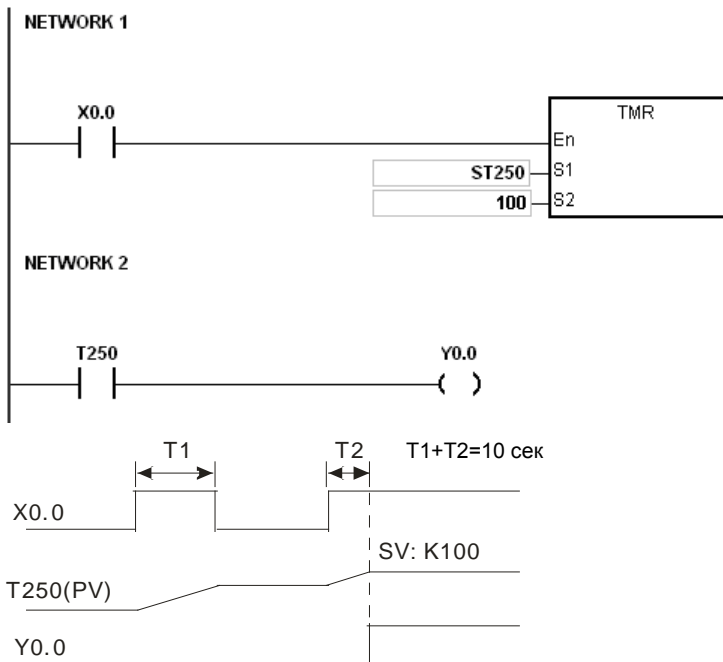 NETWORK 1
X0.0
TMR
En
ST250
S1
100
S2
NETWORK 2
T250
Y0.0
T1
T2
T1+T2=10 сек
X0.0
SV: K100
T250(PV)
Y0.0